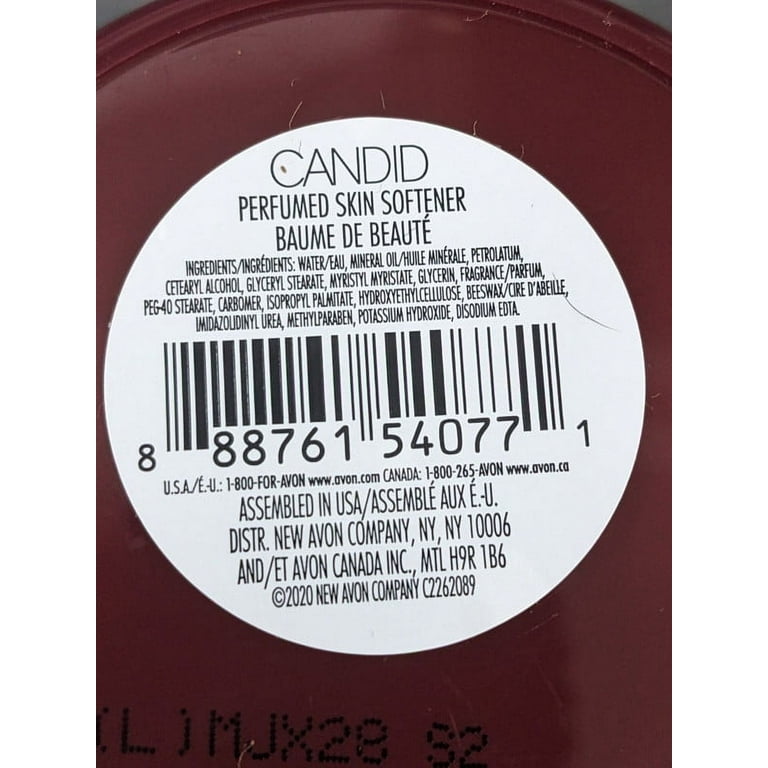 CANDID
PERFUMED SKIN SOFTENER
BAUME DE BEAUTÉ
INGREDIENTS/INGRÉDIENTS: WATER/EAU, MINERAL OIL/HUILE MINÉRALE, PETROLATUM,
CETEARYL ALCOHOL, GLYCERYL STEARATE, MYRISTYL MYRISTATE, GLYCERIN, FRAGRANCE/PARFUM,
PEG-40 STEARATE, CARBOMER, ISOPROPYL PALMITATE, HYDROXYETHYLCELLULOSE, BEESWAX/CIRE D'ABEILLE,
IMIDAZOLIDINYL UREA, METHYLPARABEN, POTASSIUM HYDROXIDE, DISODIUM EDTA.
8 88761 54077 1
U.S.A./É.-U.: 1-800-FOR-AVON www.avon.com CANADA: 1-800-265-AVON www.avon.ca
ASSEMBLED IN USA/ASSEMBLÉ AUX É.-U.
DISTR. NEW AVON COMPANY, NY, NY 10006
AND/ET AVON CANADA INC., MTL H9R 1B6
©2020 NEW AVON COMPANY C2262089
(L)MJX28 S2